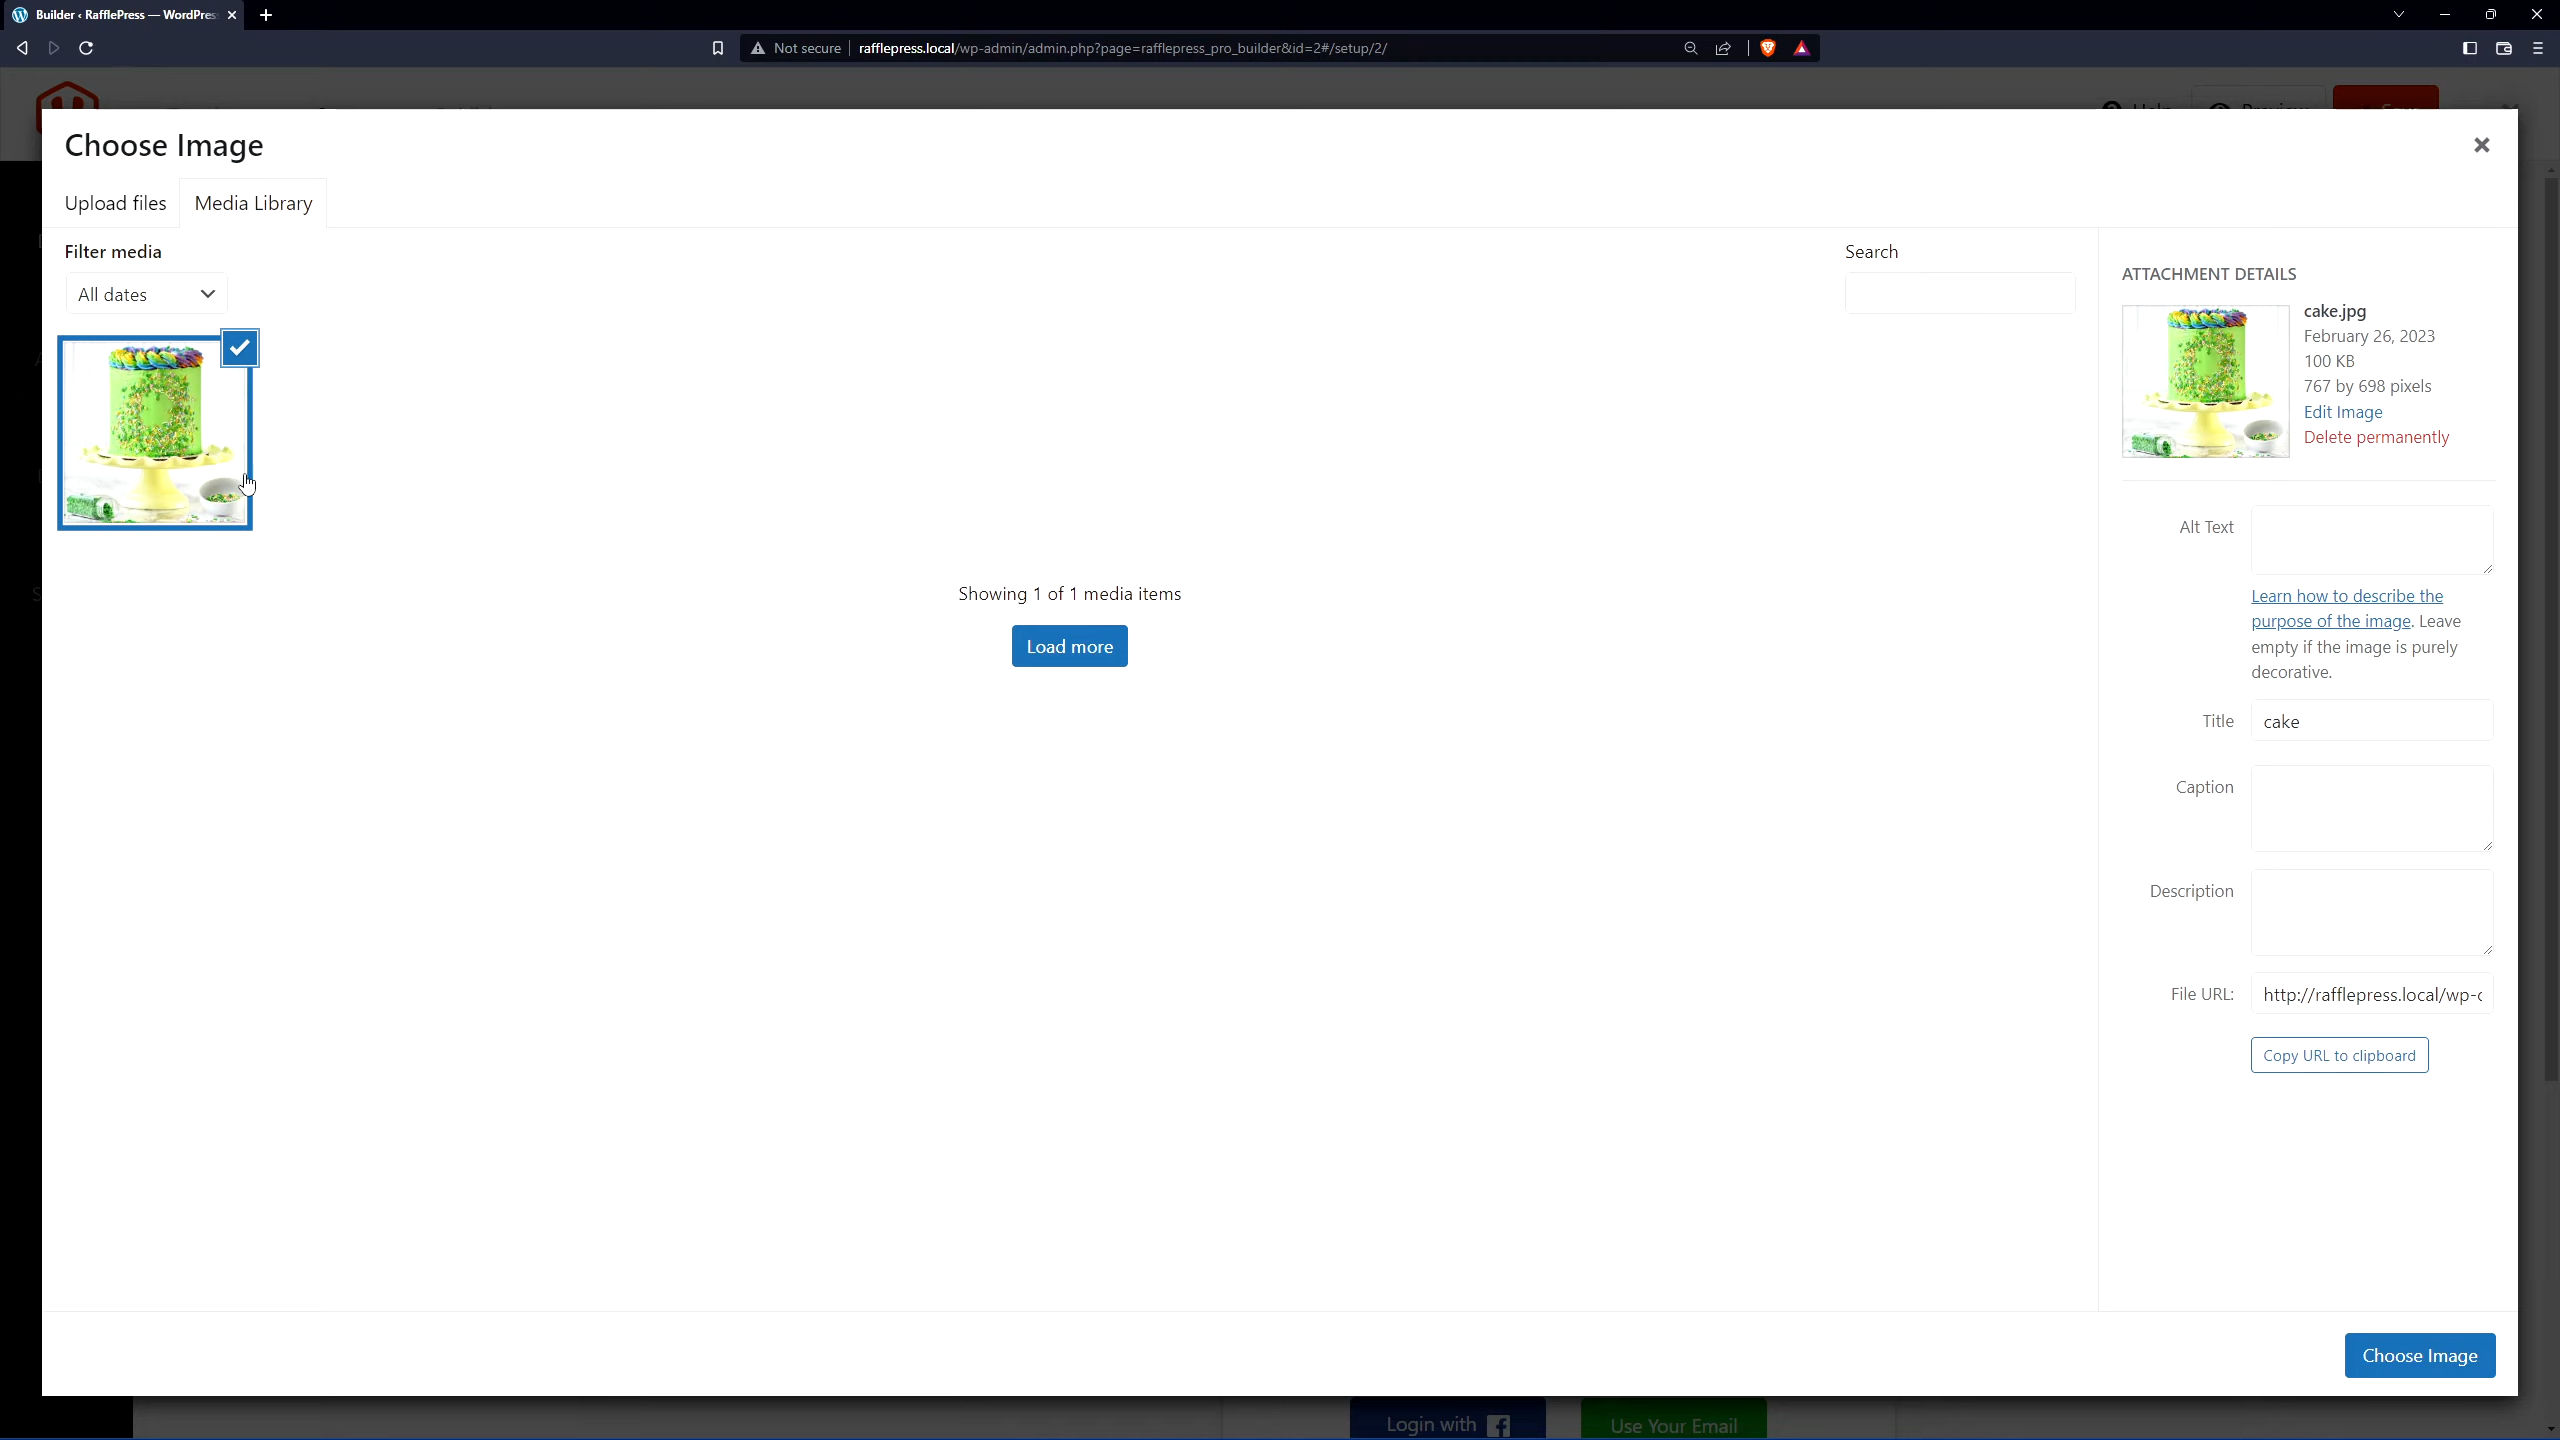 Builder ‹ RafflePress — WordPres
Not secure
rafflepress.local/wp-admin/admin.php?page=rafflepress_pro_builder&id=2#/setup/2/
Help
Preview
Save
Choose Image
Upload files
Media Library
Filter media
All dates
Search
Showing 1 of 1 media items
Load more
ATTACHMENT DETAILS
cake.jpg
February 26, 2023
100 KB
767 by 698 pixels
Edit Image
Delete permanently
Alt Text
Learn how to describe the
purpose of the image. Leave
empty if the image is purely
decorative.
Title
cake
Caption
Description
File URL:
http://rafflepress.local/wp-c
Copy URL to clipboard
Choose Image
Login with
Use Your Email